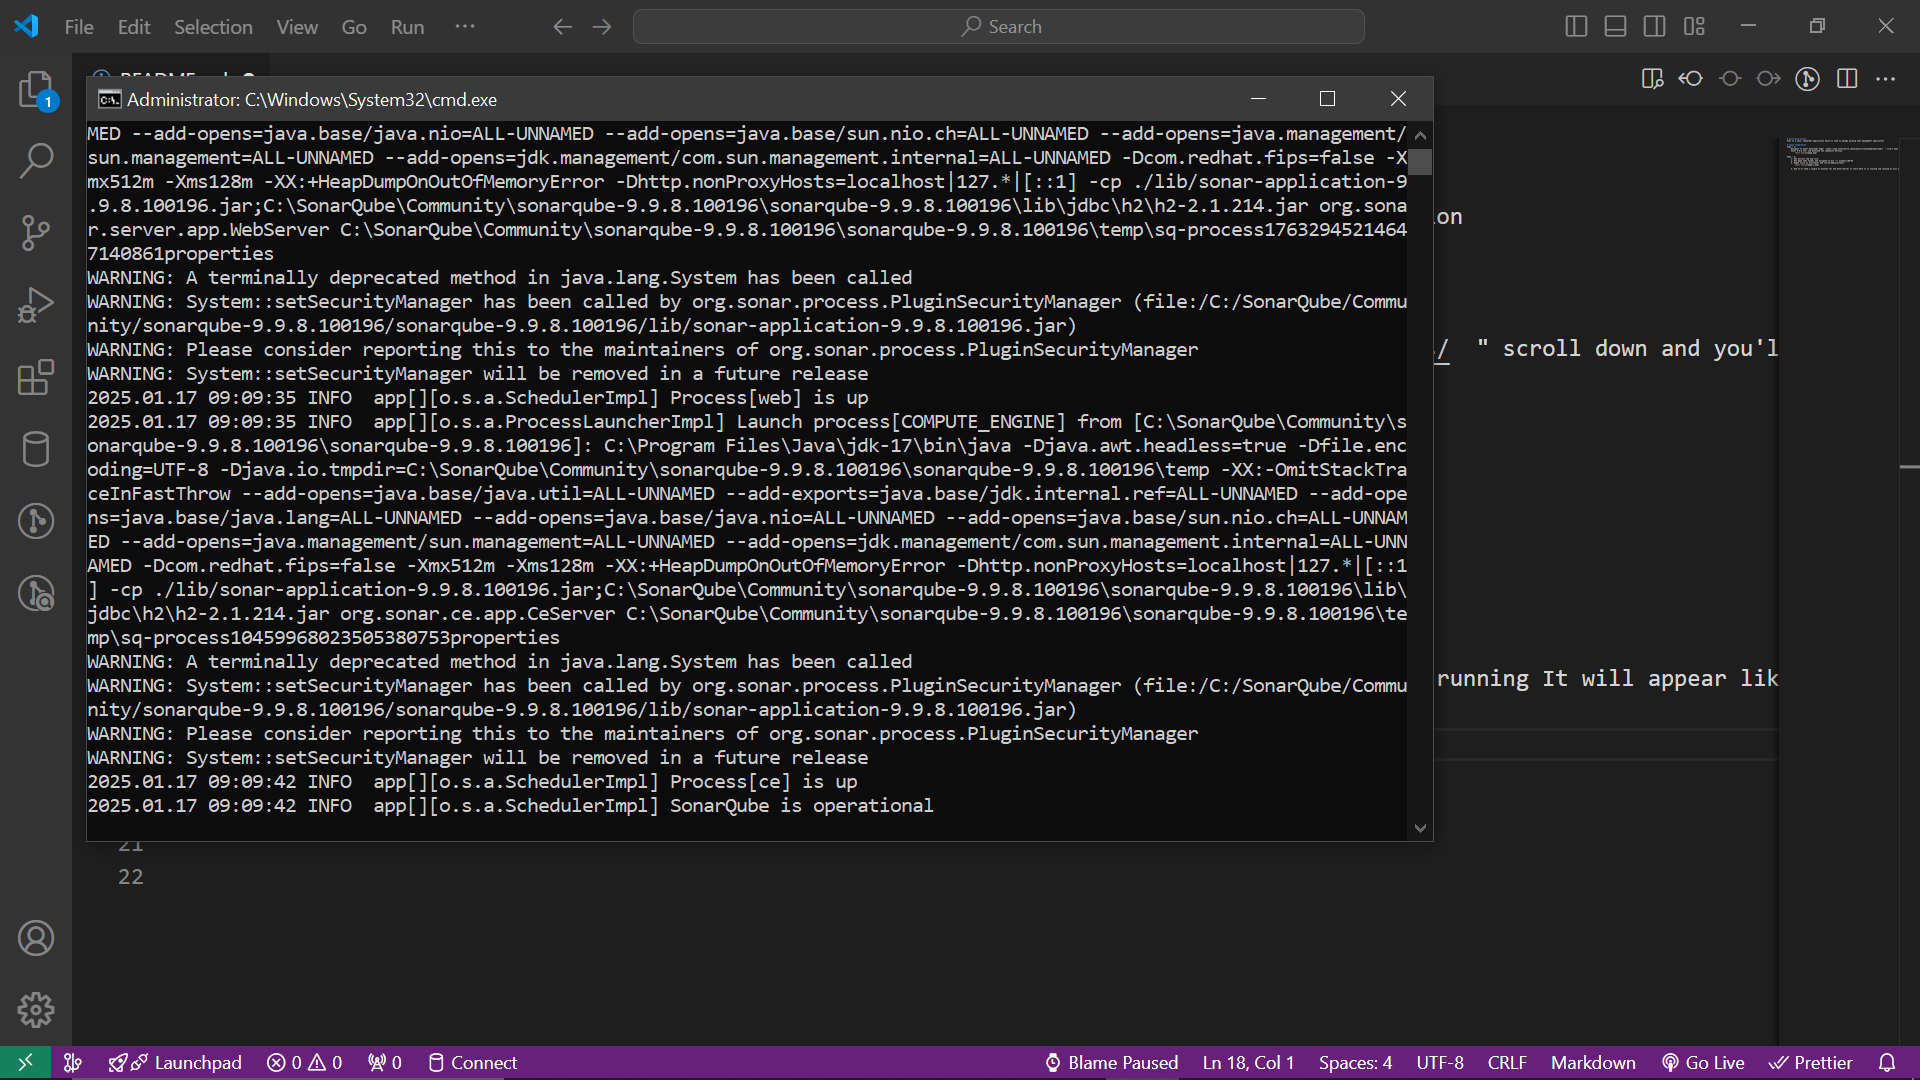 File Edit Selection View Go Run ··· Search
1
Administrator: C:\Windows\System32\cmd.exe
MED --add-opens=java.base/java.nio=ALL-UNNAMED --add-opens=java.base/sun.nio.ch=ALL-UNNAMED --add-opens=java.management/
sun.management=ALL-UNNAMED --add-opens=jdk.management/com.sun.management.internal=ALL-UNNAMED -Dcom.redhat.fips=false -X
mx512m -Xms128m -XX:+HeapDumpOnOutOfMemoryError -Dhttp.nonProxyHosts=localhost|127.*|[::1] -cp ./lib/sonar-application-9
.9.8.100196.jar;C:\SonarQube\Community\sonarqube-9.9.8.100196\sonarqube-9.9.8.100196\lib\jdbc\h2\h2-2.1.214.jar org.sona
r.server.app.WebServer C:\SonarQube\Community\sonarqube-9.9.8.100196\sonarqube-9.9.8.100196\temp\sq-process1763294521464
7140861properties
WARNING: A terminally deprecated method in java.lang.System has been called
WARNING: System::setSecurityManager has been called by org.sonar.process.PluginSecurityManager (file:/C:/SonarQube/Commu
nity/sonarqube-9.9.8.100196/sonarqube-9.9.8.100196/lib/sonar-application-9.9.8.100196.jar)
WARNING: Please consider reporting this to the maintainers of org.sonar.process.PluginSecurityManager
WARNING: System::setSecurityManager will be removed in a future release
2025.01.17 09:09:35 INFO  app[][o.s.a.SchedulerImpl] Process[web] is up
2025.01.17 09:09:35 INFO  app[][o.s.a.ProcessLauncherImpl] Launch process[COMPUTE_ENGINE] from [C:\SonarQube\Community\s
onarqube-9.9.8.100196\sonarqube-9.9.8.100196]: C:\Program Files\Java\jdk-17\bin\java -Djava.awt.headless=true -Dfile.enc
oding=UTF-8 -Djava.io.tmpdir=C:\SonarQube\Community\sonarqube-9.9.8.100196\sonarqube-9.9.8.100196\temp -XX:-OmitStackTra
ceInFastThrow --add-opens=java.base/java.util=ALL-UNNAMED --add-exports=java.base/jdk.internal.ref=ALL-UNNAMED --add-ope
ns=java.base/java.lang=ALL-UNNAMED --add-opens=java.base/java.nio=ALL-UNNAMED --add-opens=java.base/sun.nio.ch=ALL-UNNAM
ED --add-opens=java.management/sun.management=ALL-UNNAMED --add-opens=jdk.management/com.sun.management.internal=ALL-UNN
AMED -Dcom.redhat.fips=false -Xmx512m -Xms128m -XX:+HeapDumpOnOutOfMemoryError -Dhttp.nonProxyHosts=localhost|127.*|[::1
] -cp ./lib/sonar-application-9.9.8.100196.jar;C:\SonarQube\Community\sonarqube-9.9.8.100196\sonarqube-9.9.8.100196\lib\
jdbc\h2\h2-2.1.214.jar org.sonar.ce.app.CeServer C:\SonarQube\Community\sonarqube-9.9.8.100196\sonarqube-9.9.8.100196\te
mp\sq-process10459968023505380753properties
WARNING: A terminally deprecated method in java.lang.System has been called
WARNING: System::setSecurityManager has been called by org.sonar.process.PluginSecurityManager (file:/C:/SonarQube/Commu
nity/sonarqube-9.9.8.100196/sonarqube-9.9.8.100196/lib/sonar-application-9.9.8.100196.jar)
WARNING: Please consider reporting this to the maintainers of org.sonar.process.PluginSecurityManager
WARNING: System::setSecurityManager will be removed in a future release
2025.01.17 09:09:42 INFO  app[][o.s.a.SchedulerImpl] Process[ce] is up
2025.01.17 09:09:42 INFO  app[][o.s.a.SchedulerImpl] SonarQube is operational
on
/ " scroll down and you'l
running It will appear lik
21
22
Launchpad 0 0 0 Connect Blame Paused Ln 18, Col 1 Spaces: 4 UTF-8 CRLF Markdown Go Live Prettier